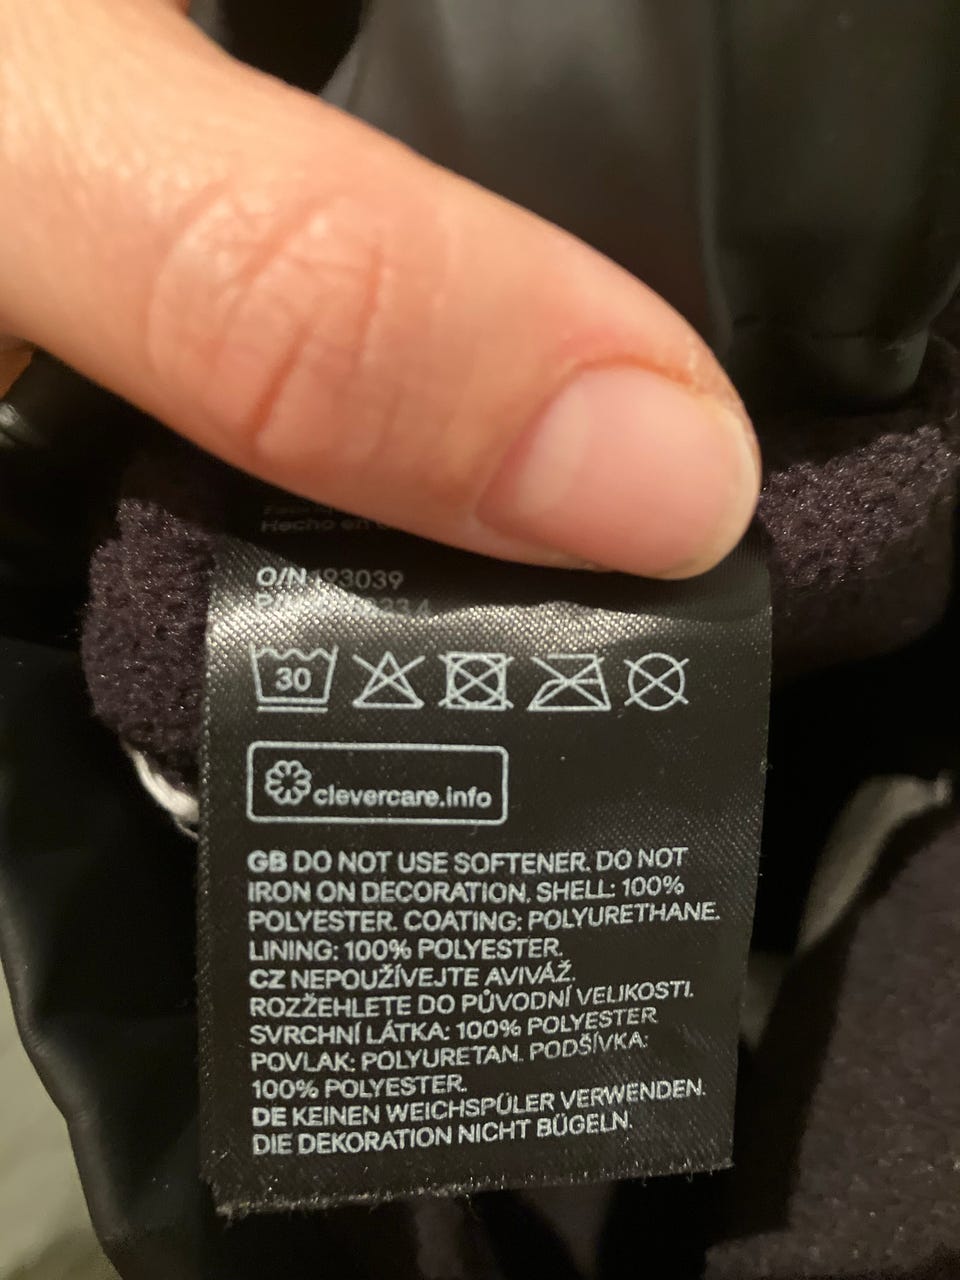 Hecho en
O/N 193039
30
clevercare.info
GB DO NOT USE SOFTENER. DO NOT
IRON ON DECORATION. SHELL: 100%
POLYESTER. COATING: POLYURETHANE.
LINING: 100% POLYESTER.
CZ NEPOUŽÍVEJTE AVIVÁŽ.
ROZŽEHLETE DO PŮVODNÍ VELIKOSTI.
SVRCHNÍ LÁTKA: 100% POLYESTER
POVLAK: POLYURETAN. PODŠÍVKA:
100% POLYESTER.
DE KEINEN WEICHSPÜLER VERWENDEN.
DIE DEKORATION NICHT BÜGELN.